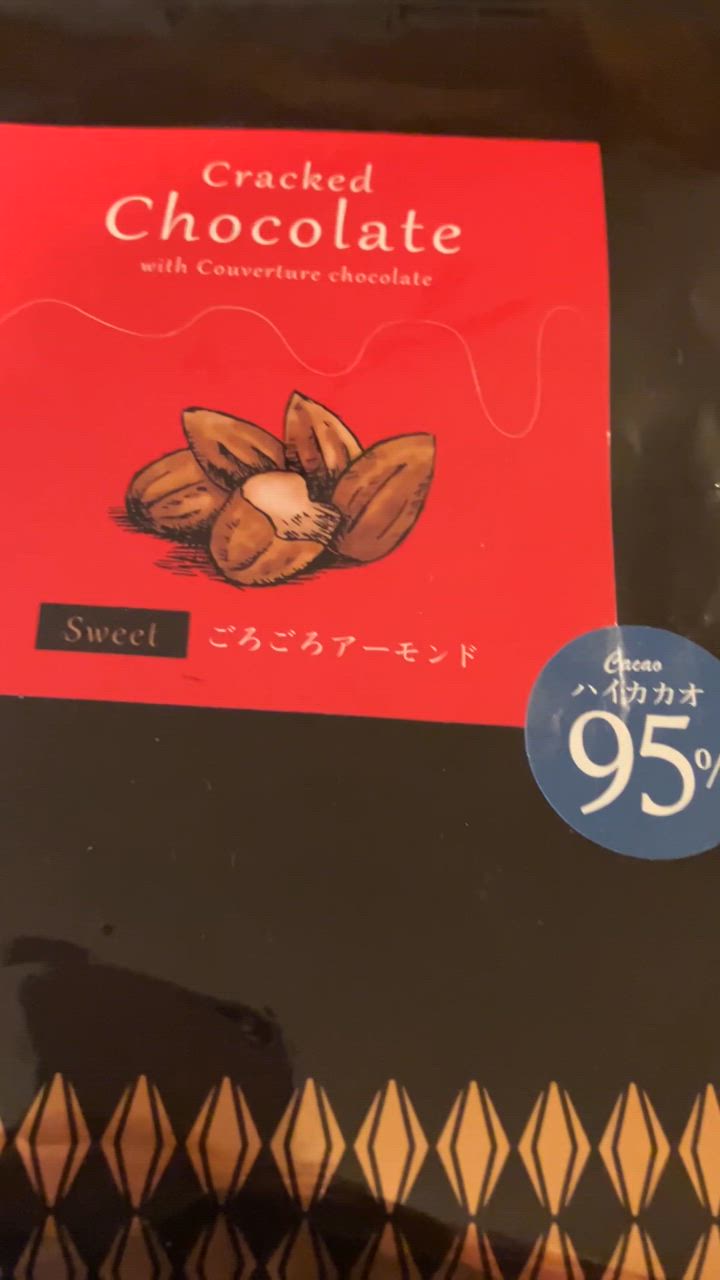 Cracked
Chocolate
with Couverture chocolate
Sweet
ごろごろアーモンド
Cacao
ハイカカオ
95%